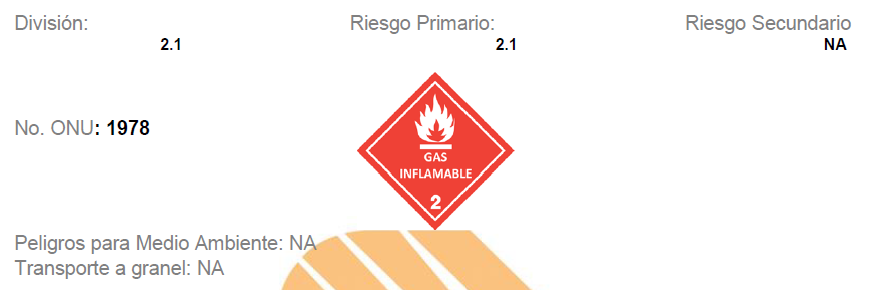 División: Riesgo Primario: Riesgo Secundario
2.1 2.1 NA
No. ONU: 1978
GAS
INFLAMABLE
2
Peligros para Medio Ambiente: NA
Transporte a granel: NA